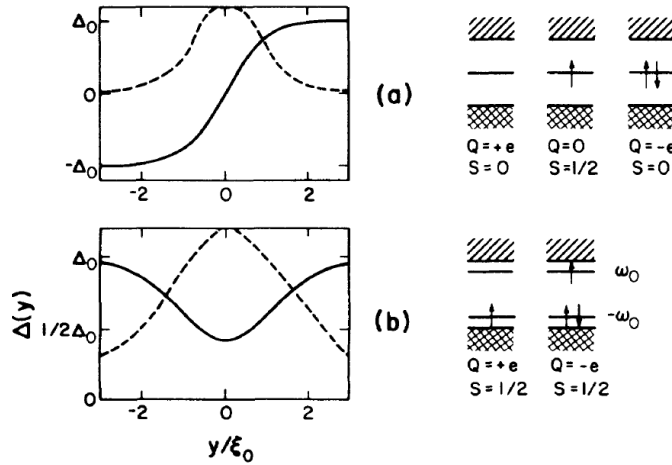 Δ₀
0
-Δ₀
-2 0 2
(a)
Q=+e Q=0 Q=-e
S=0 S=1/2 S=0
Δ(y)
Δ₀
1/2Δ₀
0
-2 0 2
y/ξ₀
(b)
ω₀
-ω₀
Q=+e Q=-e
S=1/2 S=1/2